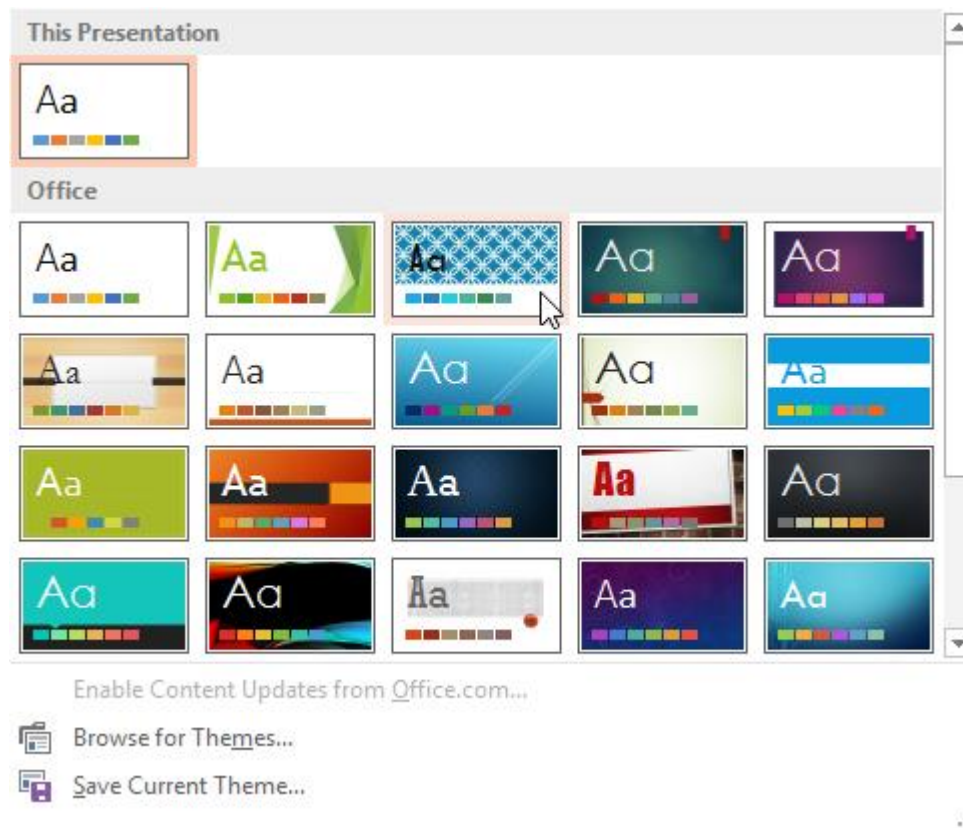 This Presentation
Aa
Office
Aa Aa Aa Aa Aa
Aa Aa Aa Aa Aa
Aa Aa Aa Aa Aa
Aa Aa Aa Aa Aa
Enable Content Updates from Office.com...
Browse for Themes...
Save Current Theme...